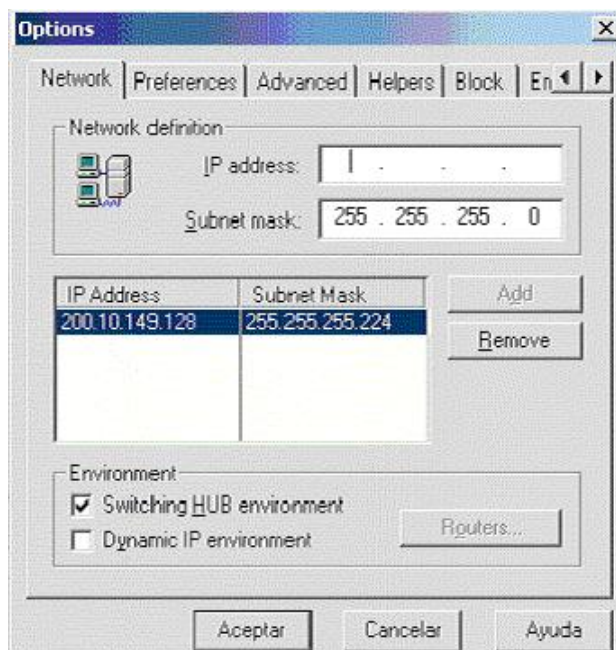 Options
Network Preferences Advanced Helpers Block En
Network definition
IP address: . . .
Subnet mask: 255 . 255 . 255 . 0
IP Address Subnet Mask Add
200.10.149.128 255.255.255.224
Remove
Environment
Switching HUB environment
Dynamic IP environment
Routers...
Aceptar Cancelar Ayuda